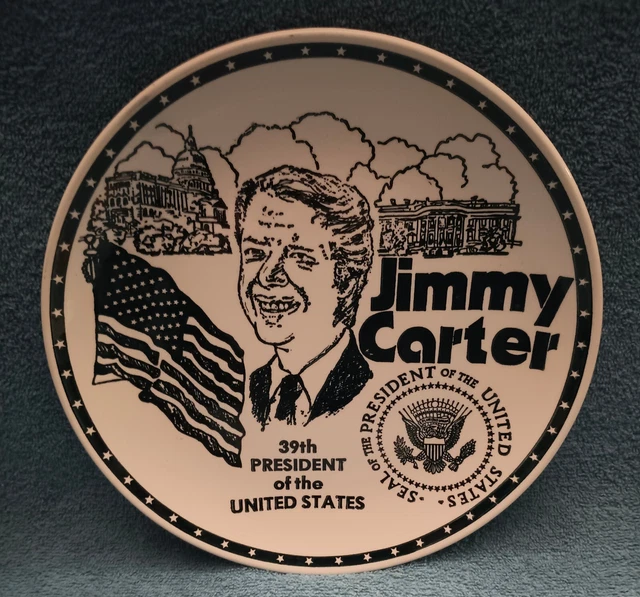 Jimmy
Carter
39th
PRESIDENT
of the
UNITED STATES
SEAL OF THE PRESIDENT OF THE UNITED STATES